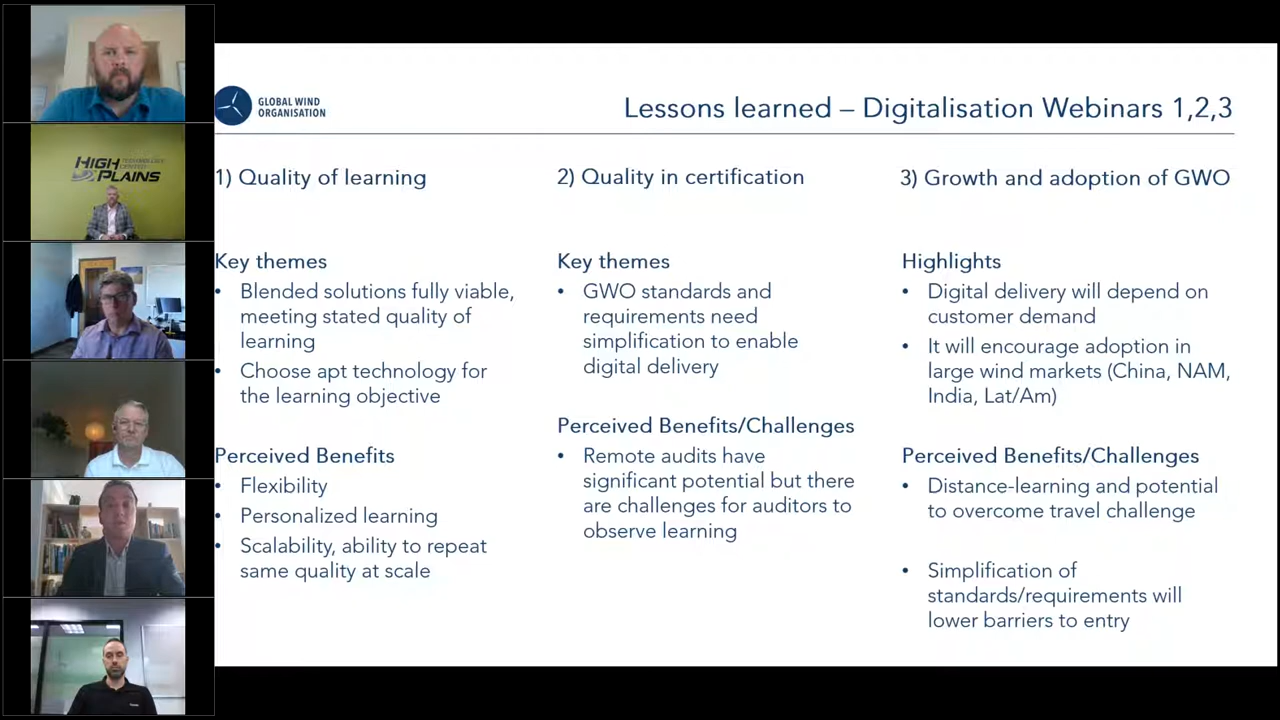 HIGH
PLAINS
GLOBAL WIND
ORGANISATION
Lessons learned – Digitalisation Webinars 1,2,3
1) Quality of learning
Key themes
• Blended solutions fully viable,
meeting stated quality of
learning
• Choose apt technology for
the learning objective
Perceived Benefits
• Flexibility
• Personalized learning
• Scalability, ability to repeat
same quality at scale
2) Quality in certification
Key themes
• GWO standards and
requirements need
simplification to enable
digital delivery
Perceived Benefits/Challenges
• Remote audits have
significant potential but there
are challenges for auditors to
observe learning
3) Growth and adoption of GWO
Highlights
• Digital delivery will depend on
customer demand
• It will encourage adoption in
large wind markets (China, NAM,
India, Lat/Am)
Perceived Benefits/Challenges
• Distance-learning and potential
to overcome travel challenge
• Simplification of
standards/requirements will
lower barriers to entry